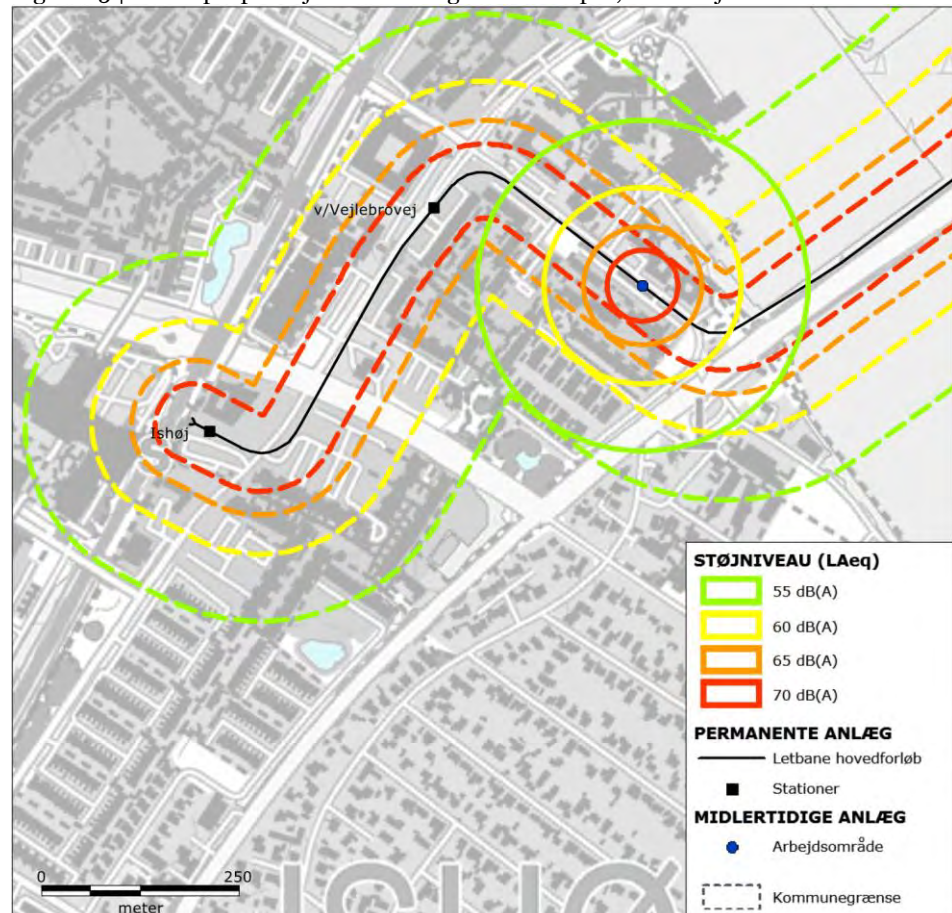 v/Vejlebrovej
Ishøj
STØJNIVEAU (LAeq)
55 dB(A)
60 dB(A)
65 dB(A)
70 dB(A)
PERMANENTE ANLÆG
Letbane hovedforløb
Stationer
MIDLERTIDIGE ANLÆG
Arbejdsområde
Kommunegrænse
0 250
meter